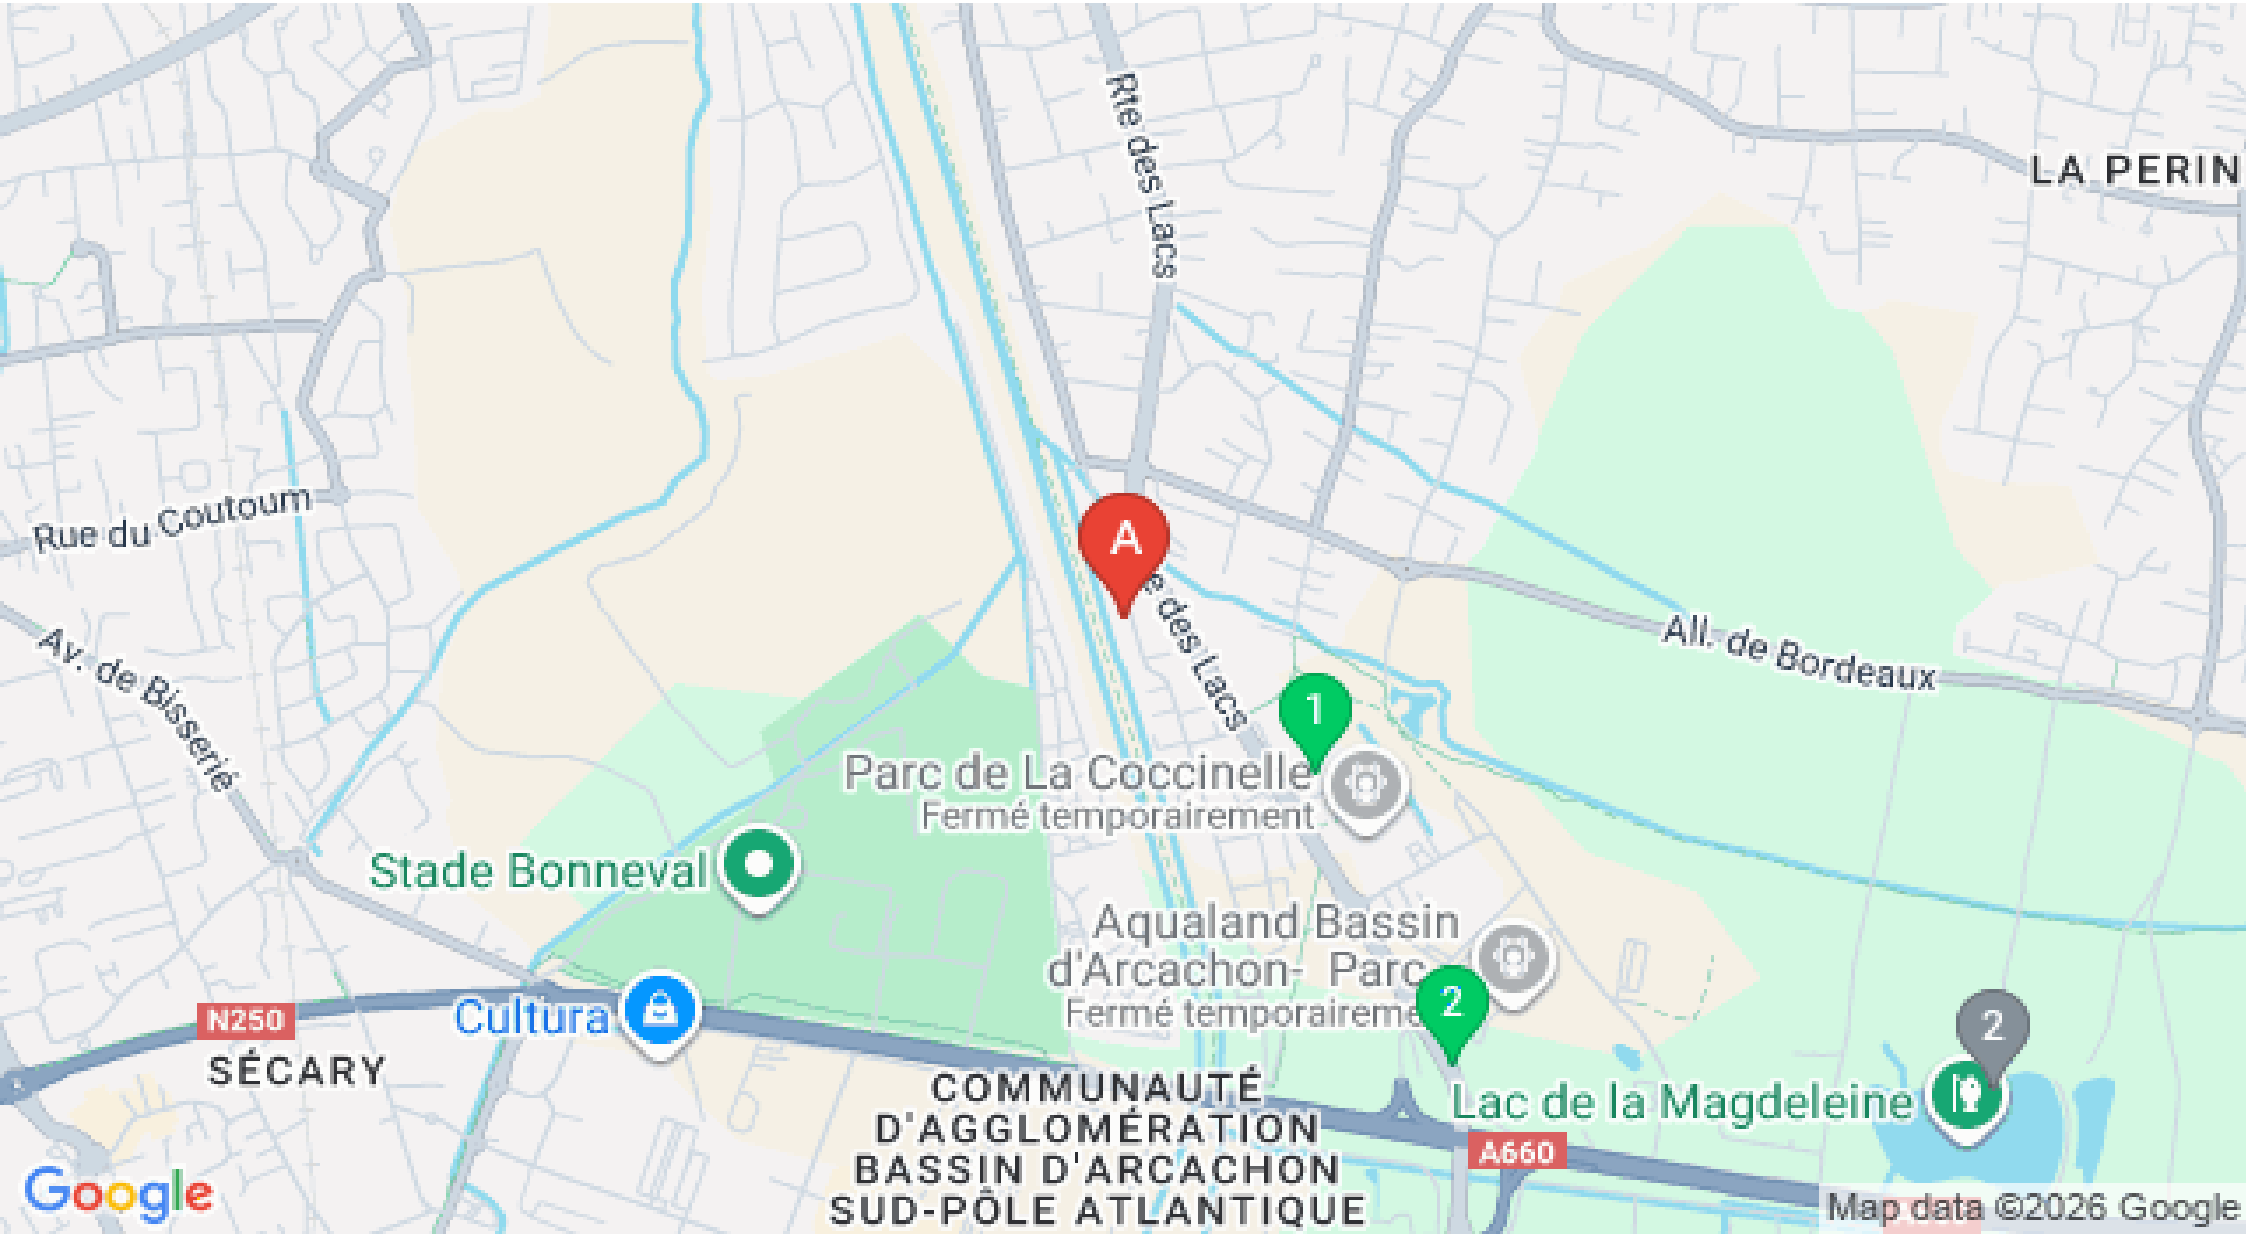 Rte des Lacs
LA PERIN
Rue du Coutoum
A
e des Lacs
Av. de Bisserié
All. de Bordeaux
1
Parc de La Coccinelle
Fermé temporairement
Stade Bonneval
Aqualand Bassin
d'Arcachon- Parc
Fermé temporaireme
2
N250
Cultura
2
SÉCARY
COMMUNAUTÉ
D'AGGLOMÉRATION
BASSIN D'ARCACHON
SUD-PÔLE ATLANTIQUE
Lac de la Magdeleine
A660
Google
Map data ©2026 Google